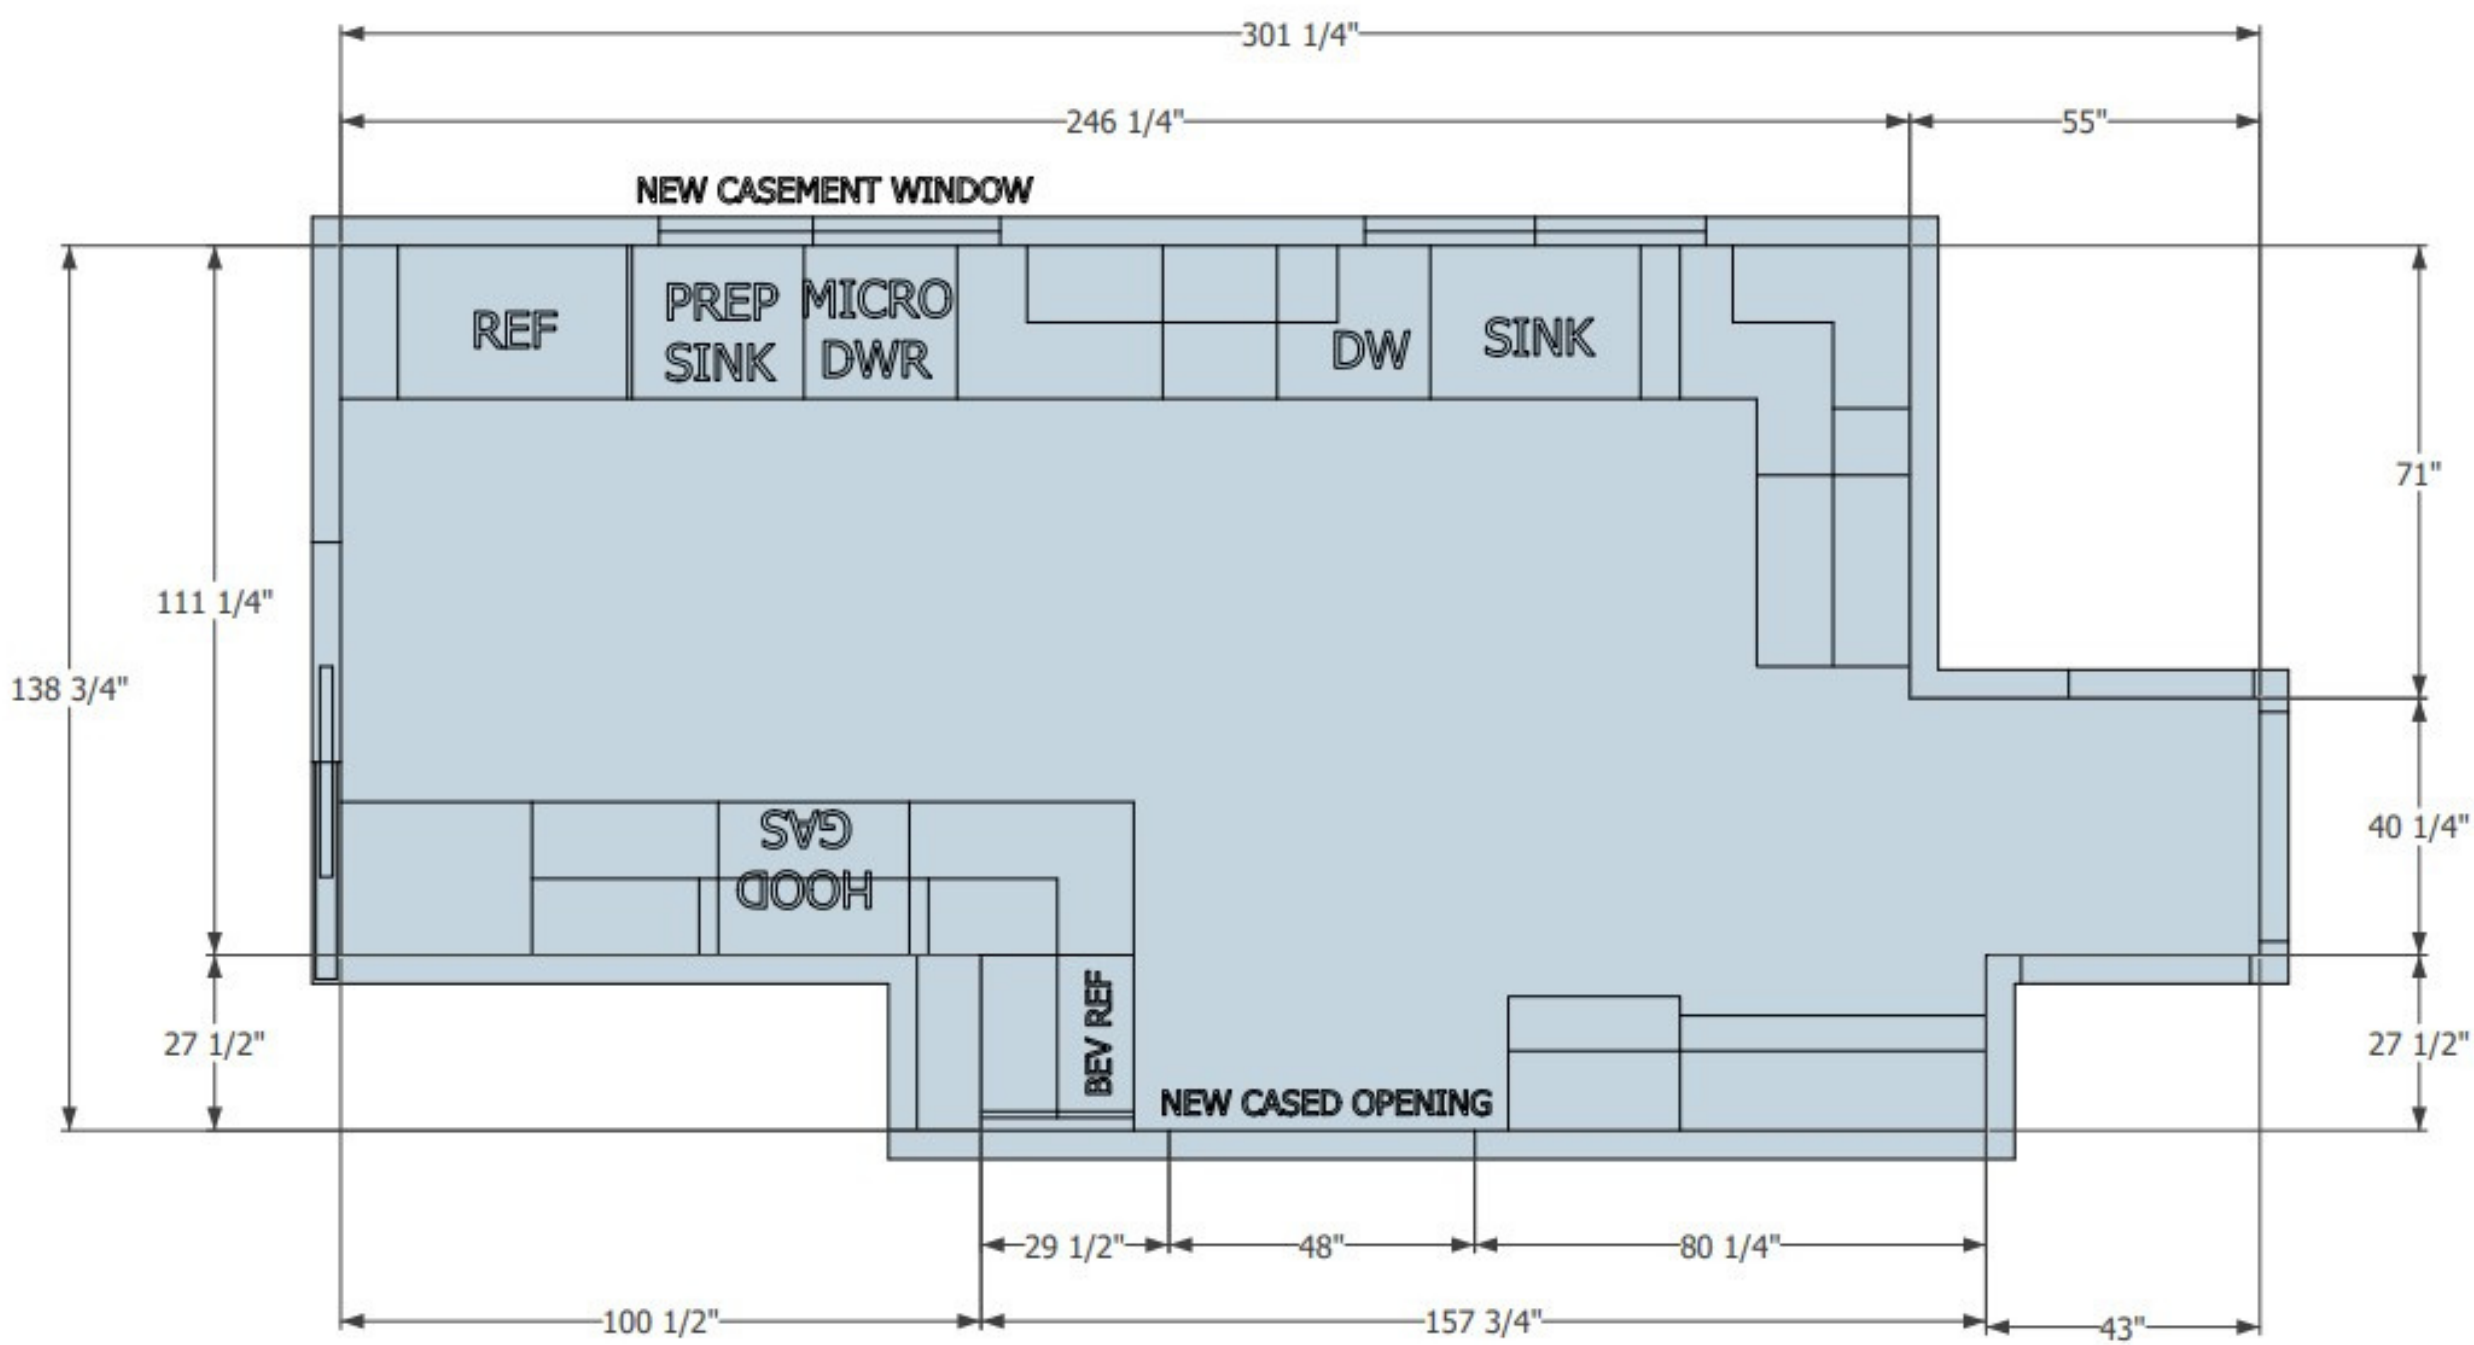 301 1/4"
246 1/4"
55"
NEW CASEMENT WINDOW
REF
PREP
SINK
MICRO
DWR
DW
SINK
71"
111 1/4"
138 3/4"
GAS
HOOD
40 1/4"
BEV REF
27 1/2"
27 1/2"
NEW CASED OPENING
29 1/2"
48"
80 1/4"
100 1/2"
157 3/4"
43"